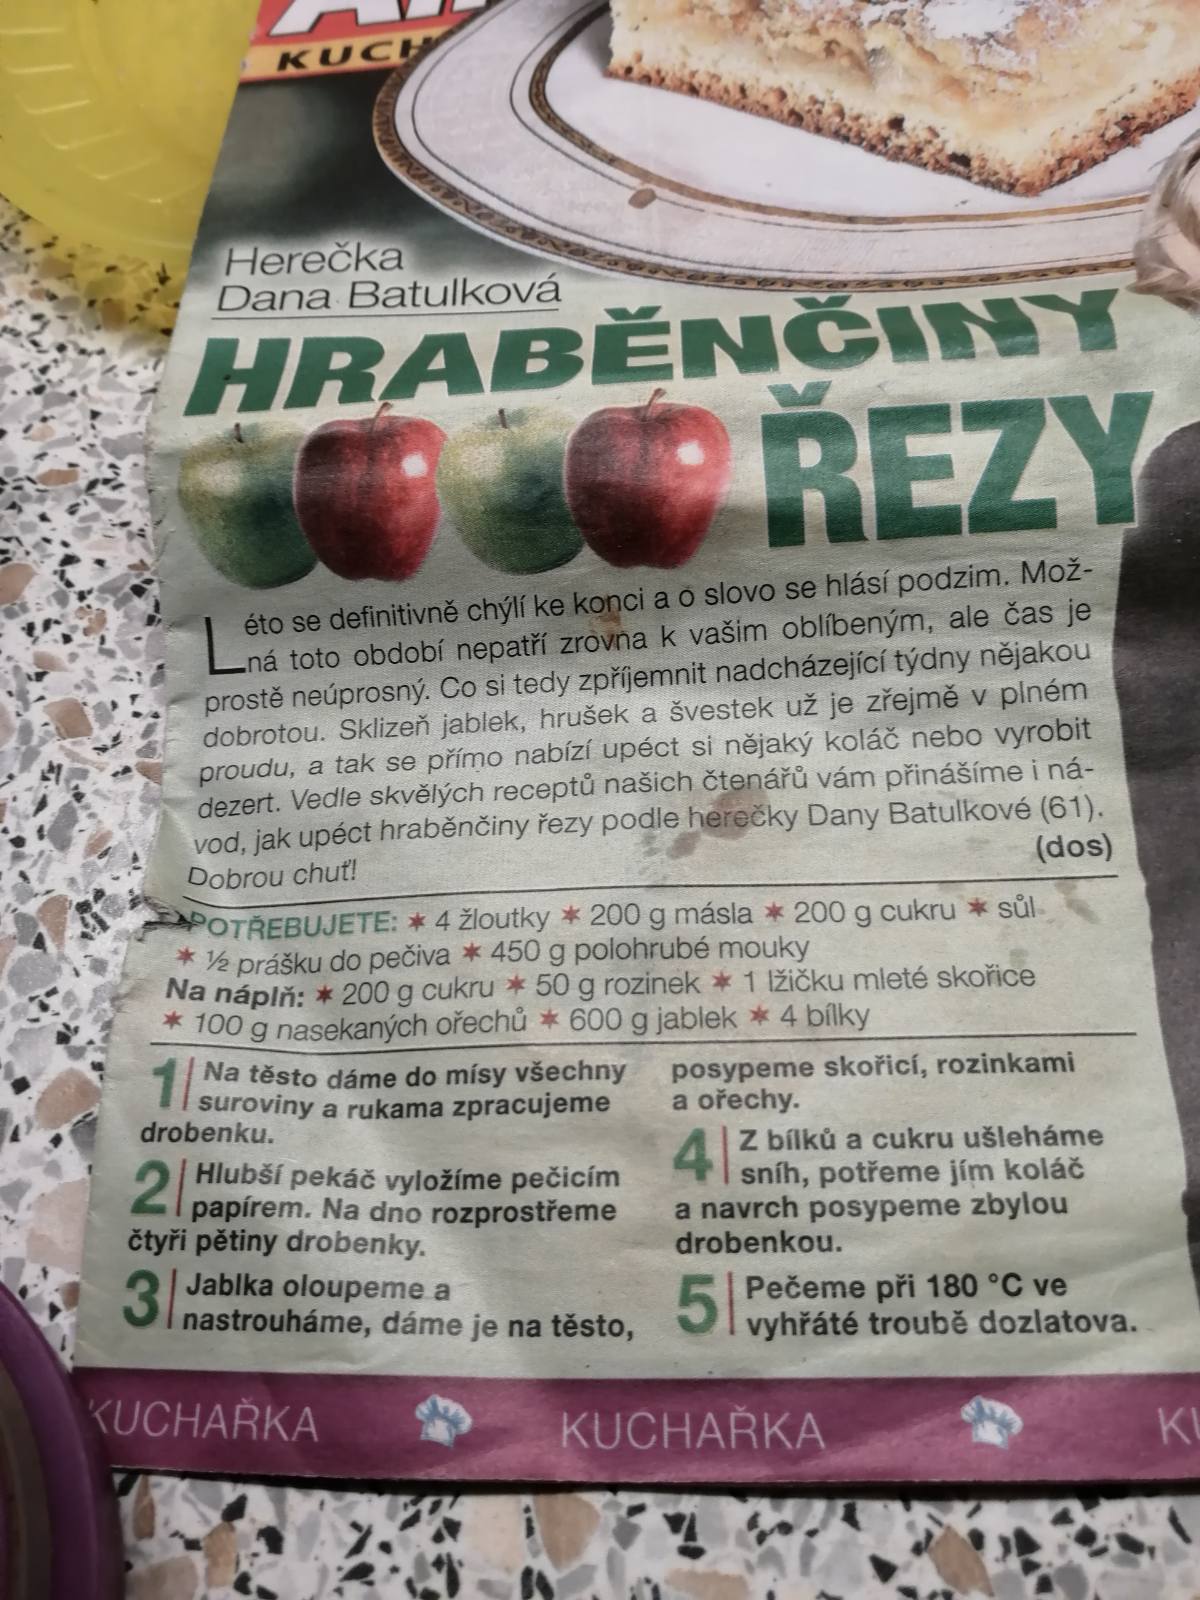 KUCH
Herečka
Dana Batulková
HRABĚNČINY
ŘEZY
Léto se definitivně chýlí ke konci a o slovo se hlásí podzim. Mož-
ná toto období nepatří zrovna k vašim oblíbeným, ale čas je
prostě neúprosný. Co si tedy zpříjemnit nadcházející týdny nějakou
dobrotou. Sklizeň jablek, hrušek a švestek už je zřejmě v plném
proudu, a tak se přímo nabízí upéct si nějaký koláč nebo vyrobit
dezert. Vedle skvělých receptů našich čtenářů vám přinášíme i ná-
vod, jak upéct hraběnčiny řezy podle herečky Dany Batulkové (61).
Dobrou chuť! (dos)
POTŘEBUJETE: * 4 žloutky * 200 g másla * 200 g cukru * sůl
* ½ prášku do pečiva * 450 g polohrubé mouky
Na náplň: * 200 g cukru * 50 g rozinek * 1 lžičku mleté skořice
* 100 g nasekaných ořechů * 600 g jablek * 4 bílky
1 Na těsto dáme do mísy všechny
suroviny a rukama zpracujeme
drobenku.
2 Hlubší pekáč vyložíme pečicím
papírem. Na dno rozprostřeme
čtyři pětiny drobenky.
3 Jablka oloupeme a
nastrouháme, dáme je na těsto,
posypeme skořicí, rozinkami
a ořechy.
4 Z bílků a cukru ušleháme
sníh, potřeme jím koláč
a navrch posypeme zbylou
drobenkou.
5 Pečeme při 180 °C ve
vyhřáté troubě dozlatova.
KUCHAŘKA KUCHAŘKA KU